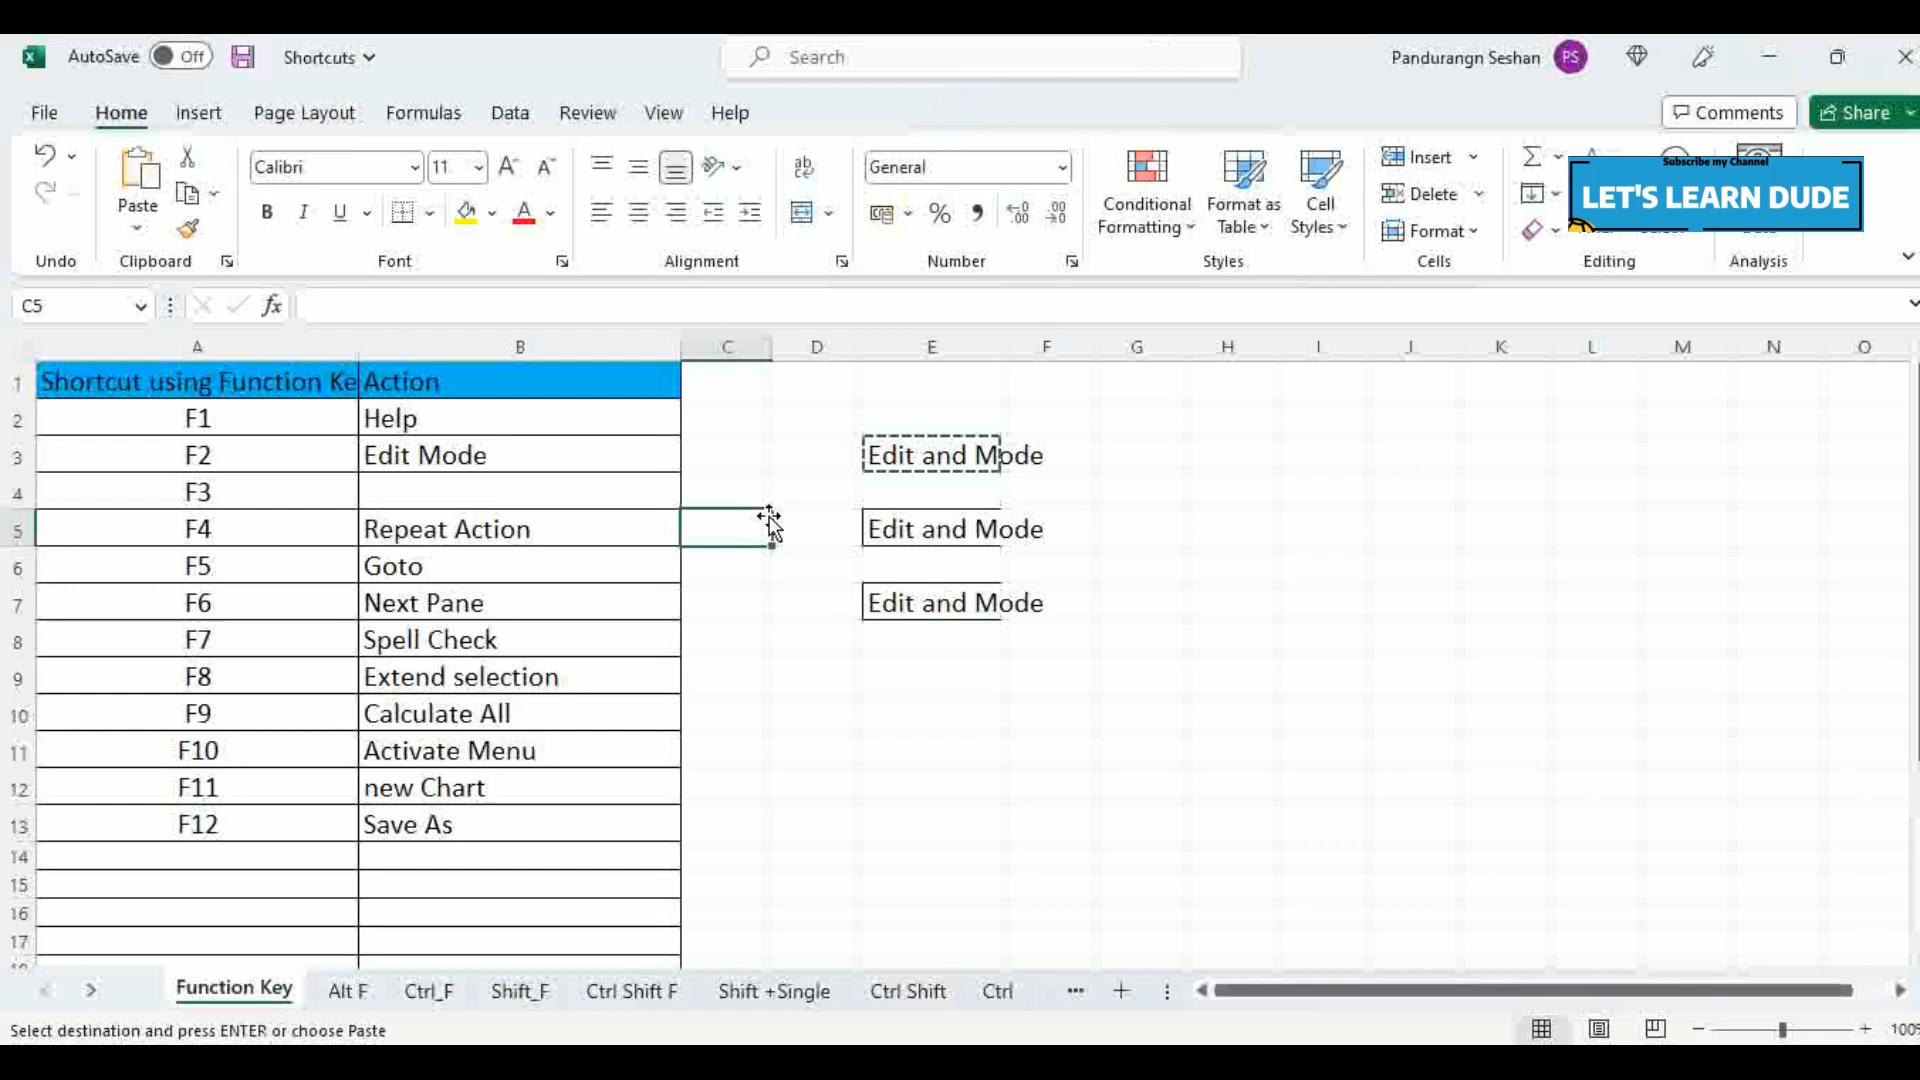 AutoSave Off Shortcuts Search Pandurangn Seshan PS
File Home Insert Page Layout Formulas Data Review View Help Comments Share
Calibri 11 General Insert
Subscribe my Channel
LET'S LEARN DUDE
Paste B I U Conditional Formatting Format as Table Cell Styles Delete
Format
Undo Clipboard Font Alignment Number Styles Cells Editing Analysis
C5 fx
A B C D E F G H I J K L M N O
1 Shortcut using Function Ke Action
2 F1 Help
3 F2 Edit Mode Edit and Mode
4 F3
5 F4 Repeat Action Edit and Mode
6 F5 Goto
7 F6 Next Pane Edit and Mode
8 F7 Spell Check
9 F8 Extend selection
10 F9 Calculate All
11 F10 Activate Menu
12 F11 new Chart
13 F12 Save As
14
15
16
17
Function Key Alt F Ctrl_F Shift_F Ctrl Shift F Shift +Single Ctrl Shift Ctrl
Select destination and press ENTER or choose Paste 100%